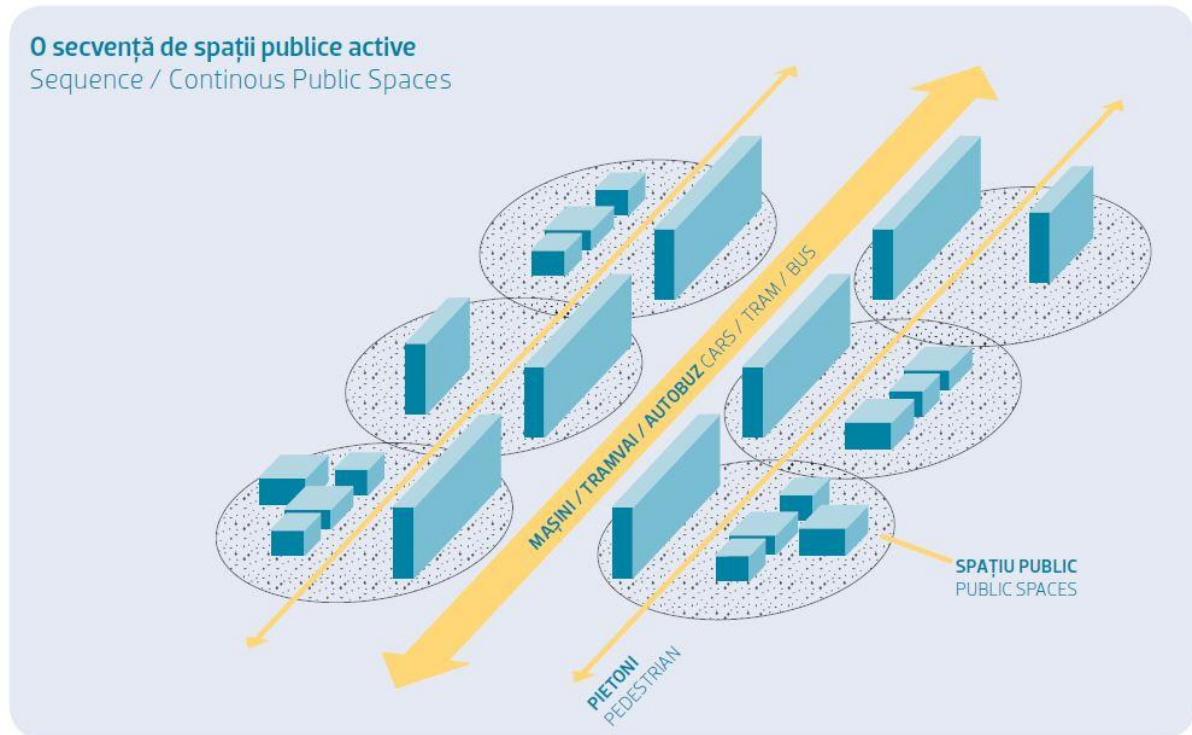 O secvență de spații publice active
Sequence / Continous Public Spaces
MAȘINI / TRAMVAI / AUTOBUZ CARS / TRAM / BUS
SPAȚIU PUBLIC
PUBLIC SPACES
PIETONI
PEDESTRIAN